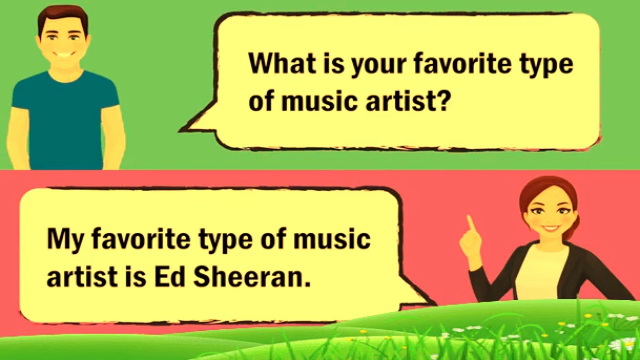 What is your favorite type
of music artist?
My favorite type of music
artist is Ed Sheeran.